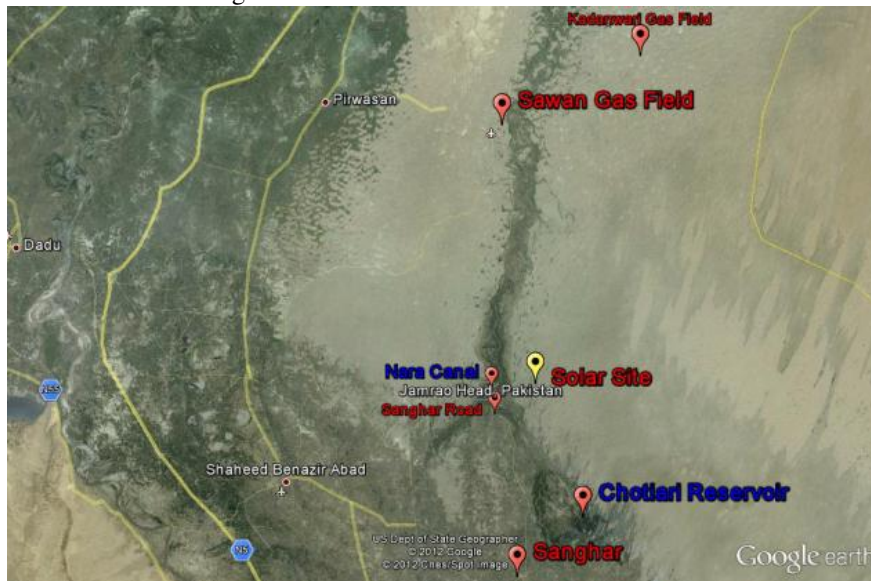 Kadanwari Gas Field
Sawan Gas Field
Pirwasan
Dadu
Nara Canal
Solar Site
Jamrao Head, Pakistan
Sanghar Road
N55
Shaheed Benazir Abad
Chotiari Reservoir
N5
US Dept of State Geographer
© 2012 Google
© 2012 Cnes/Spot Image
Sanghar
Google earth